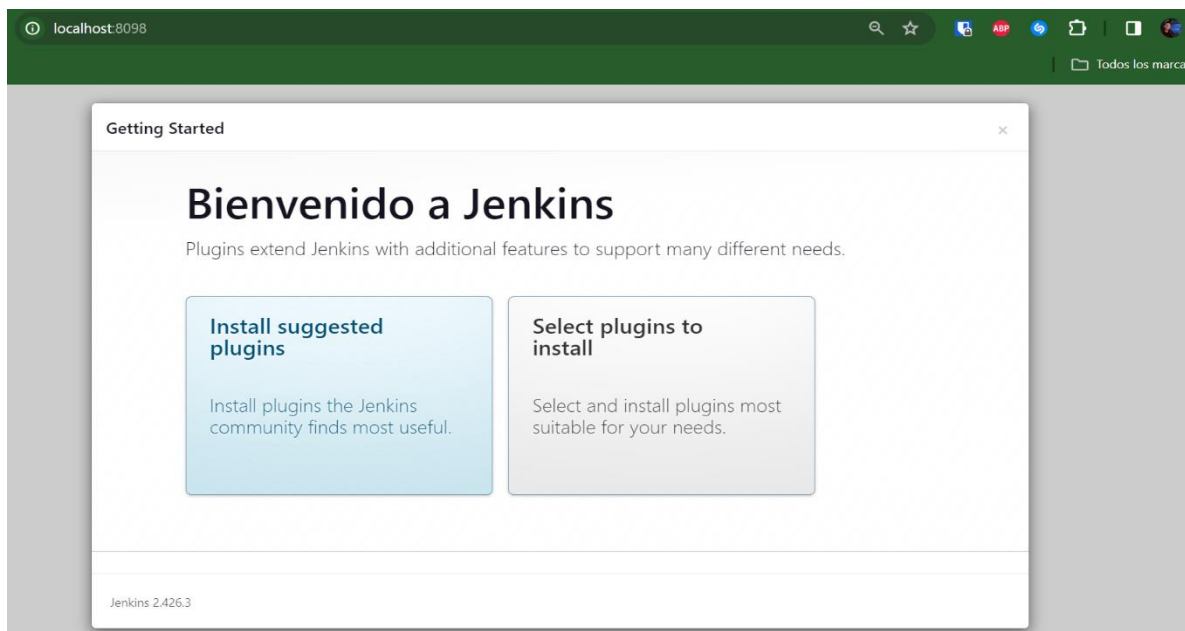 localhost:8098
ABP
Todos los marca
Getting Started
×
Bienvenido a Jenkins
Plugins extend Jenkins with additional features to support many different needs.
Install suggested
plugins
Install plugins the Jenkins
community finds most useful.
Select plugins to
install
Select and install plugins most
suitable for your needs.
Jenkins 2.426.3